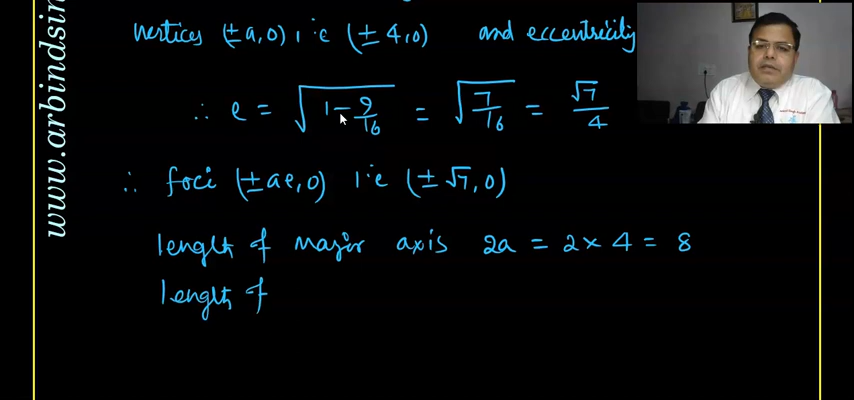 www.arbindsin
vertices (±a,0), i.e (± 4,0) and eccentricity
∴ e = √(1 - 9/16) = √(7/16) = √7/4
∴ foci (±ae,0) i.e (±√7, 0)
length of major axis 2a = 2 × 4 = 8
length of